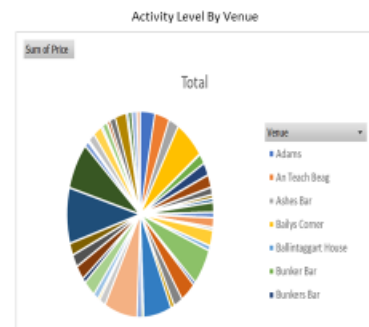 Activity Level By Venue
Sum of Price
Total
Venue
Adams
An Teach Beag
Ashes Bar
Bailys Corner
Ballintaggart House
Bunker Bar
Bunkers Bar